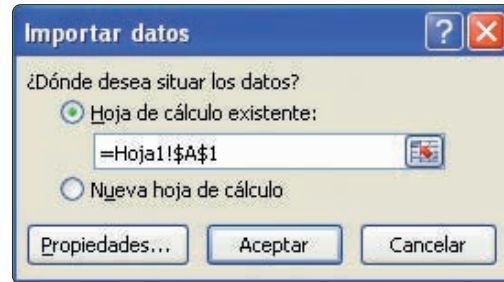 Importar datos
¿Dónde desea situar los datos?
Hoja de cálculo existente:
=Hoja1!$A$1
Nueva hoja de cálculo
Propiedades... Aceptar Cancelar